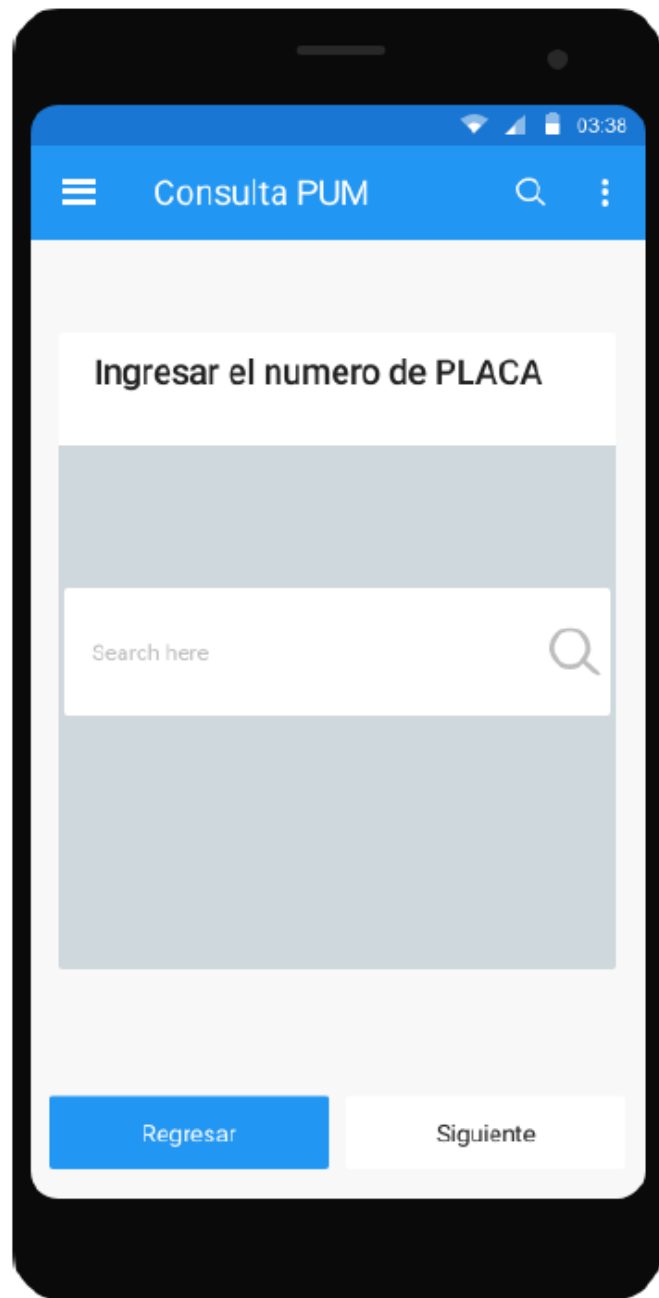 03:38
Consulta PUM
Ingresar el numero de PLACA
Search here
Regresar
Siguiente